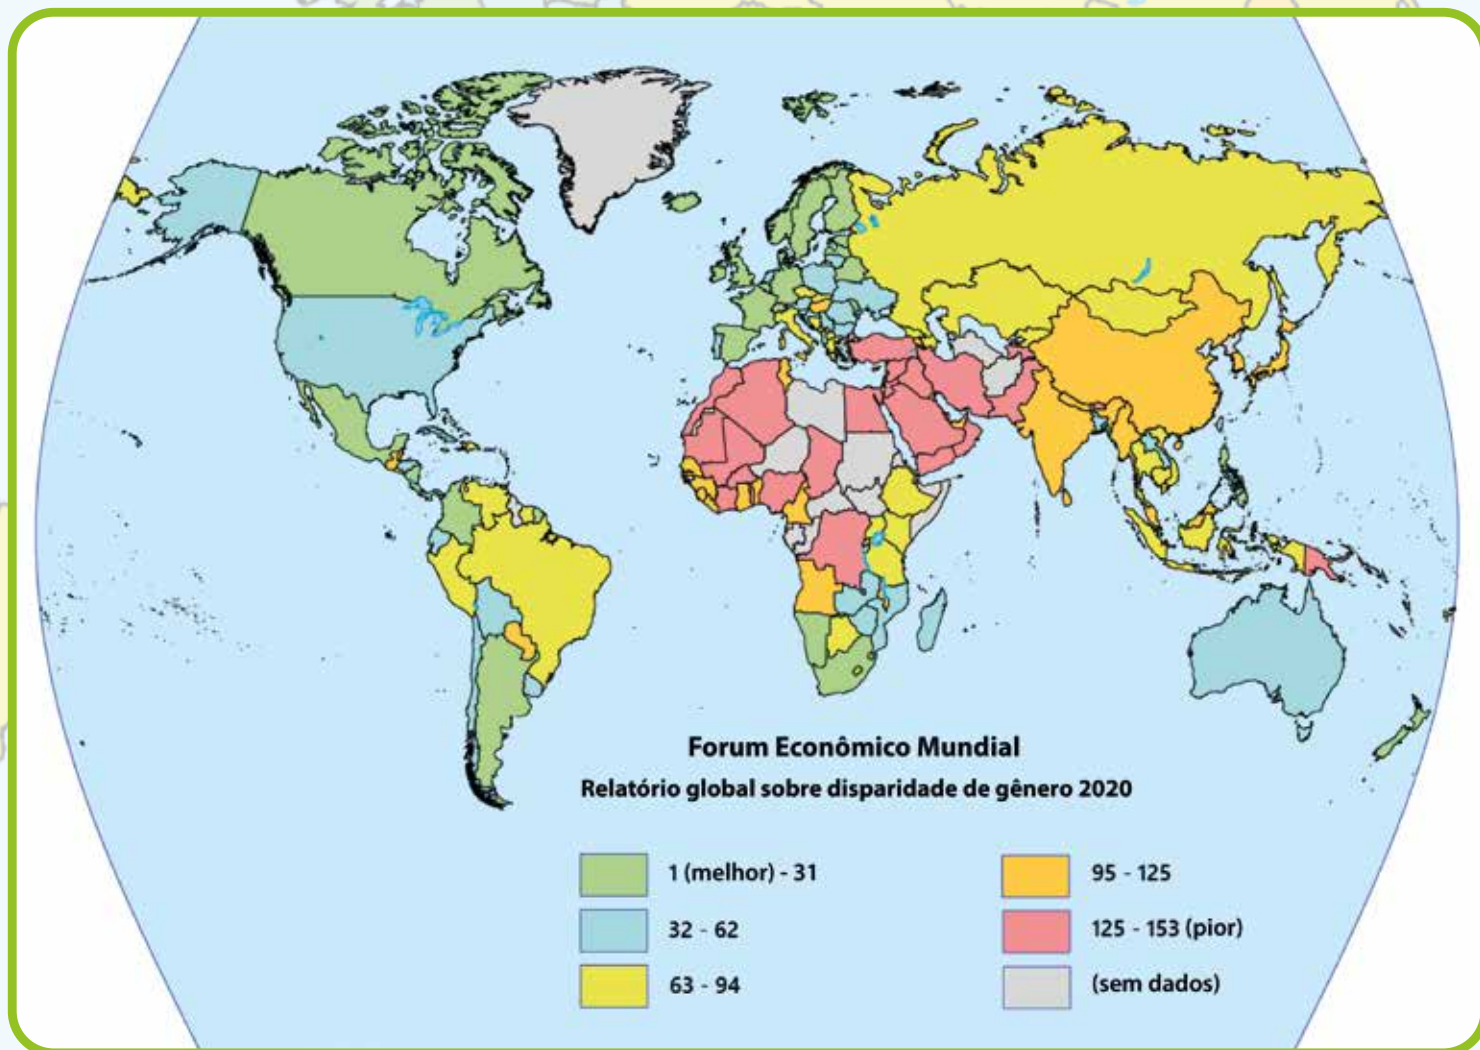 Forum Econômico Mundial
Relatório global sobre disparidade de gênero 2020
1 (melhor) - 31
32 - 62
63 - 94
95 - 125
125 - 153 (pior)
(sem dados)